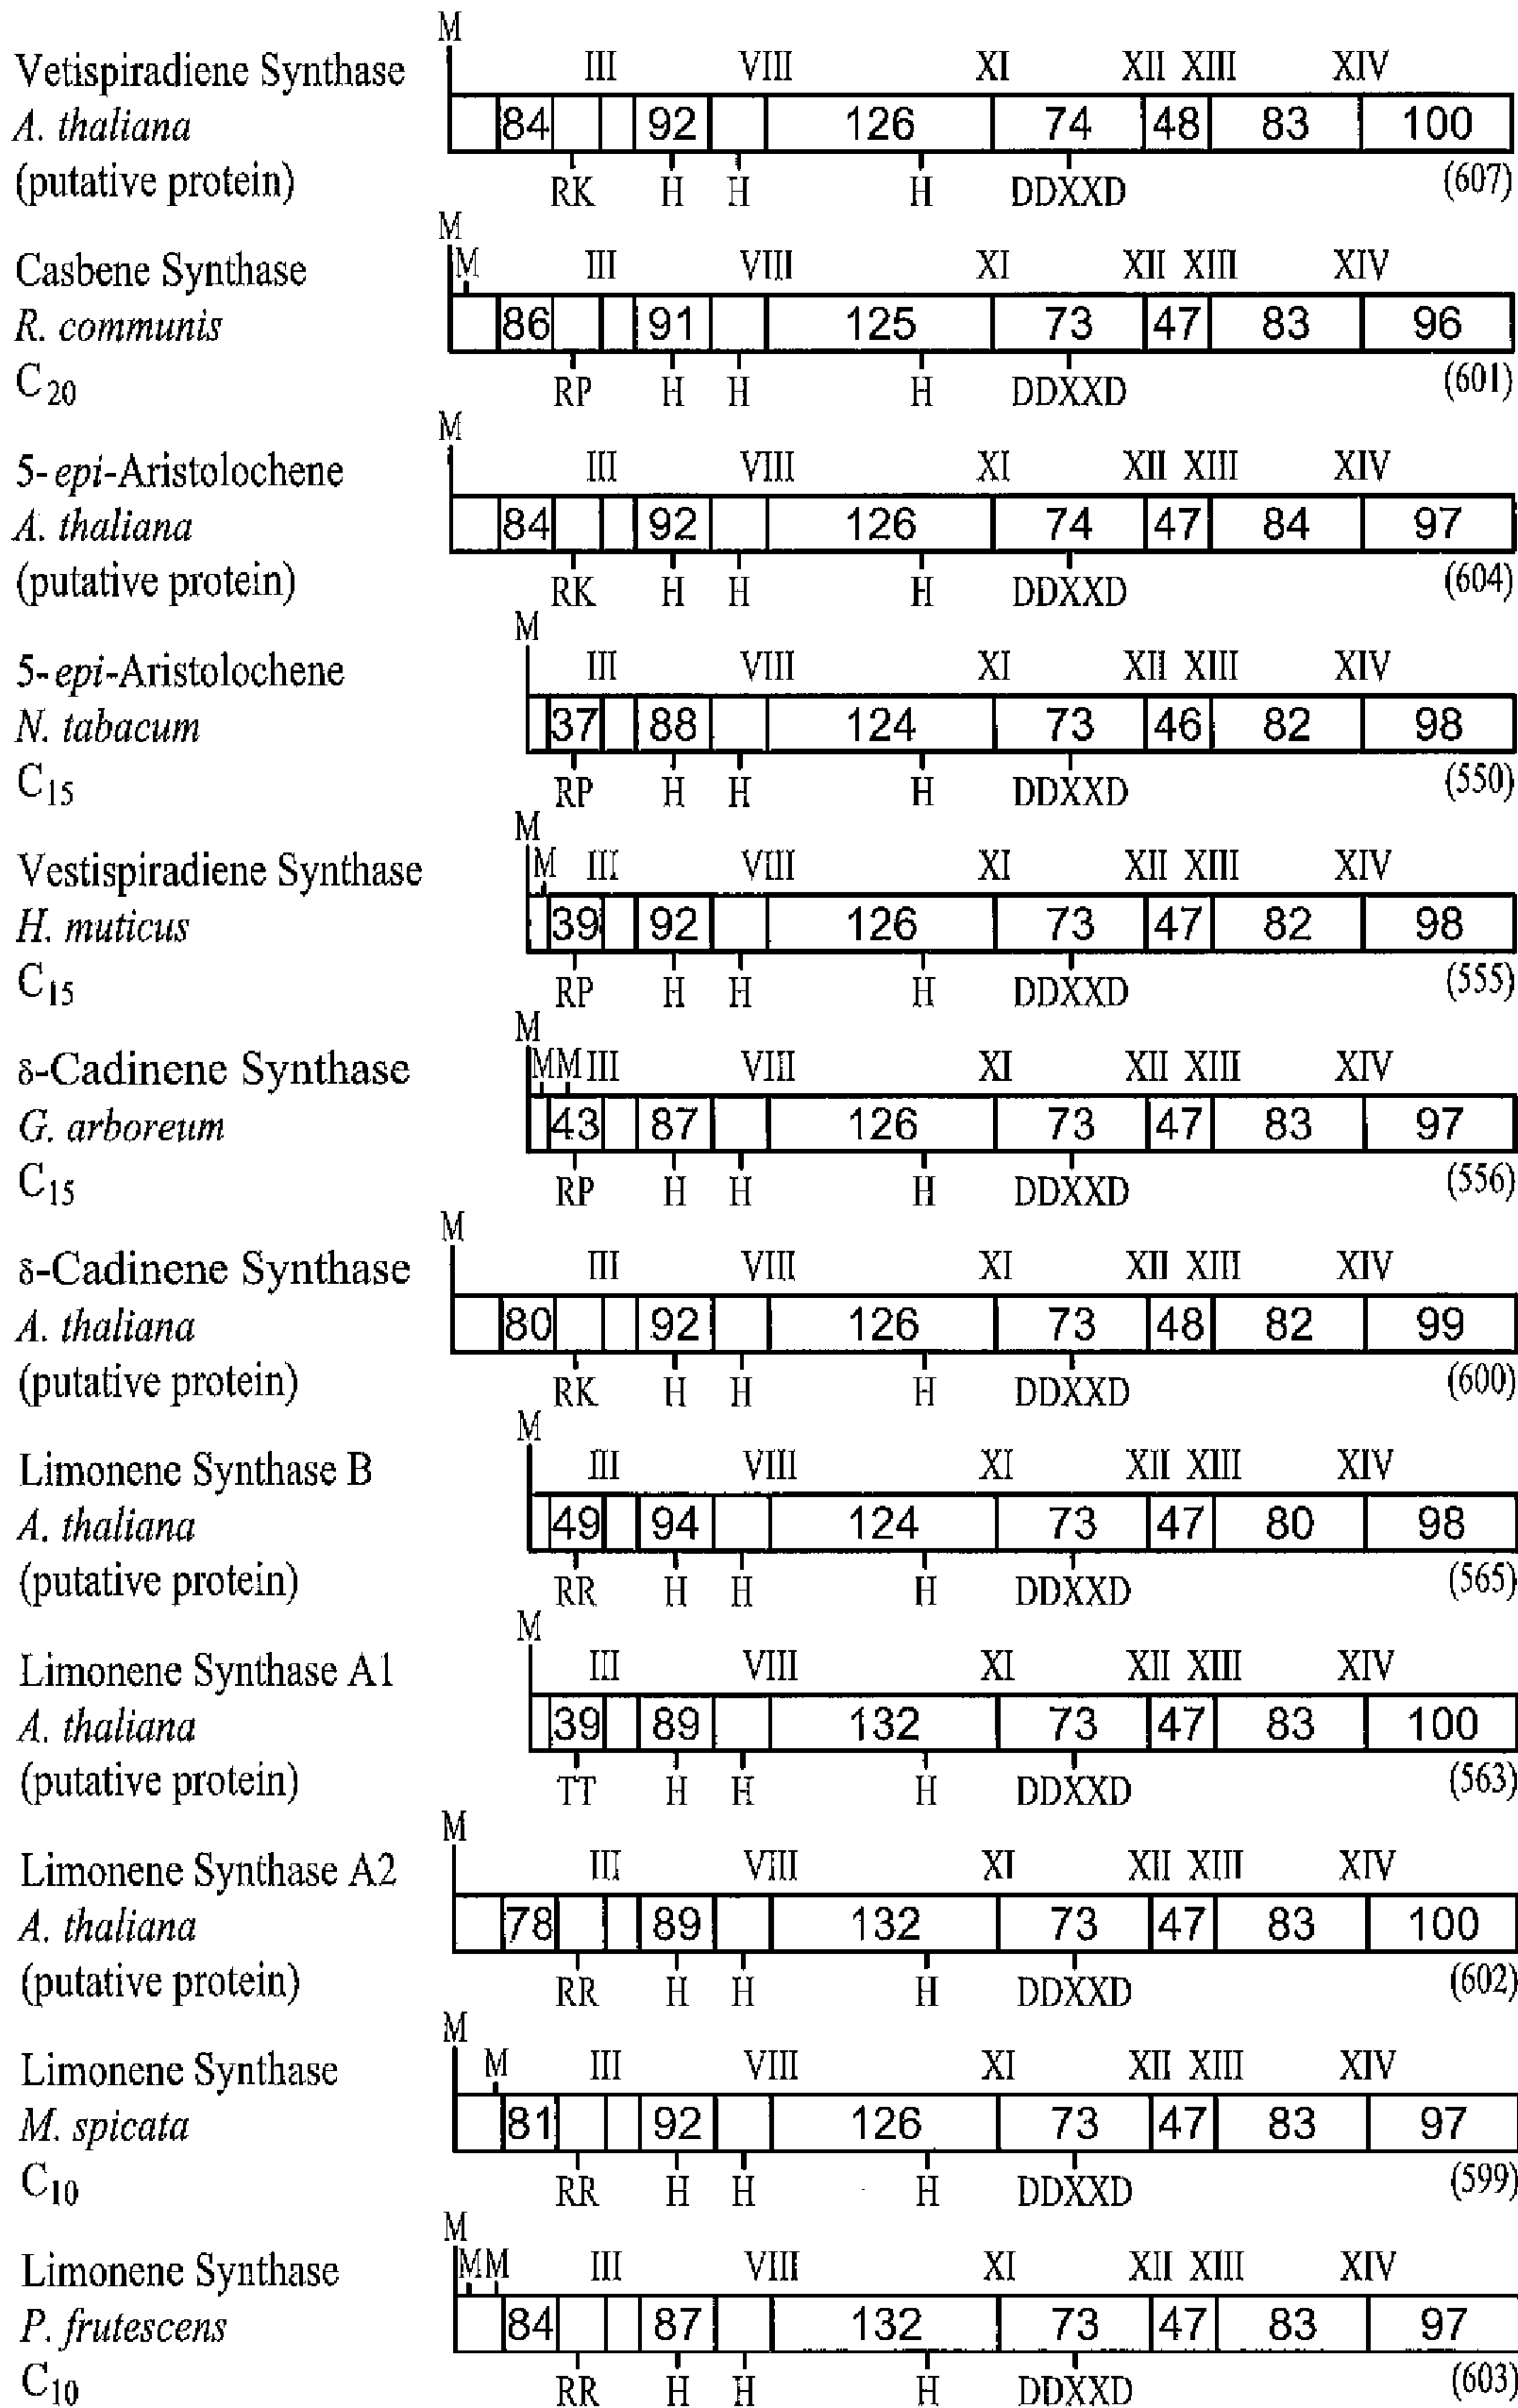 M
Vetispiradiene Synthase III VIII XI XII XIII XIV
A. thaliana 84 92 126 74 48 83 100
(putative protein) RK H H H DDXXD (607)
M
Casbene Synthase M III VIII XI XII XIII XIV
R. communis 86 91 125 73 47 83 96
C20 RP H H H DDXXD (601)
M
5-epi-Aristolochene III VIII XI XII XIII XIV
A. thaliana 84 92 126 74 47 84 97
(putative protein) RK H H H DDXXD (604)
M
5-epi-Aristolochene III VIII XI XII XIII XIV
N. tabacum 37 88 124 73 46 82 98
C15 RP H H H DDXXD (550)
M
Vestispiradiene Synthase M III VIII XI XII XIII XIV
H. muticus 39 92 126 73 47 82 98
C15 RP H H H DDXXD (555)
M
δ-Cadinene Synthase M M III VIII XI XII XIII XIV
G. arboreum 43 87 126 73 47 83 97
C15 RP H H H DDXXD (556)
M
δ-Cadinene Synthase III VIII XI XII XIII XIV
A. thaliana 80 92 126 73 48 82 99
(putative protein) RK H H H DDXXD (600)
M
Limonene Synthase B III VIII XI XII XIII XIV
A. thaliana 49 94 124 73 47 80 98
(putative protein) RR H H H DDXXD (565)
M
Limonene Synthase A1 III VIII XI XII XIII XIV
A. thaliana 39 89 132 73 47 83 100
(putative protein) TT H H H DDXXD (563)
M
Limonene Synthase A2 III VIII XI XII XIII XIV
A. thaliana 78 89 132 73 47 83 100
(putative protein) RR H H H DDXXD (602)
M
Limonene Synthase M III VIII XI XII XIII XIV
M. spicata 81 92 126 73 47 83 97
C10 RR H H H DDXXD (599)
M
Limonene Synthase M M III VIII XI XII XIII XIV
P. frutescens 84 87 132 73 47 83 97
C10 RR H H H DDXXD (603)